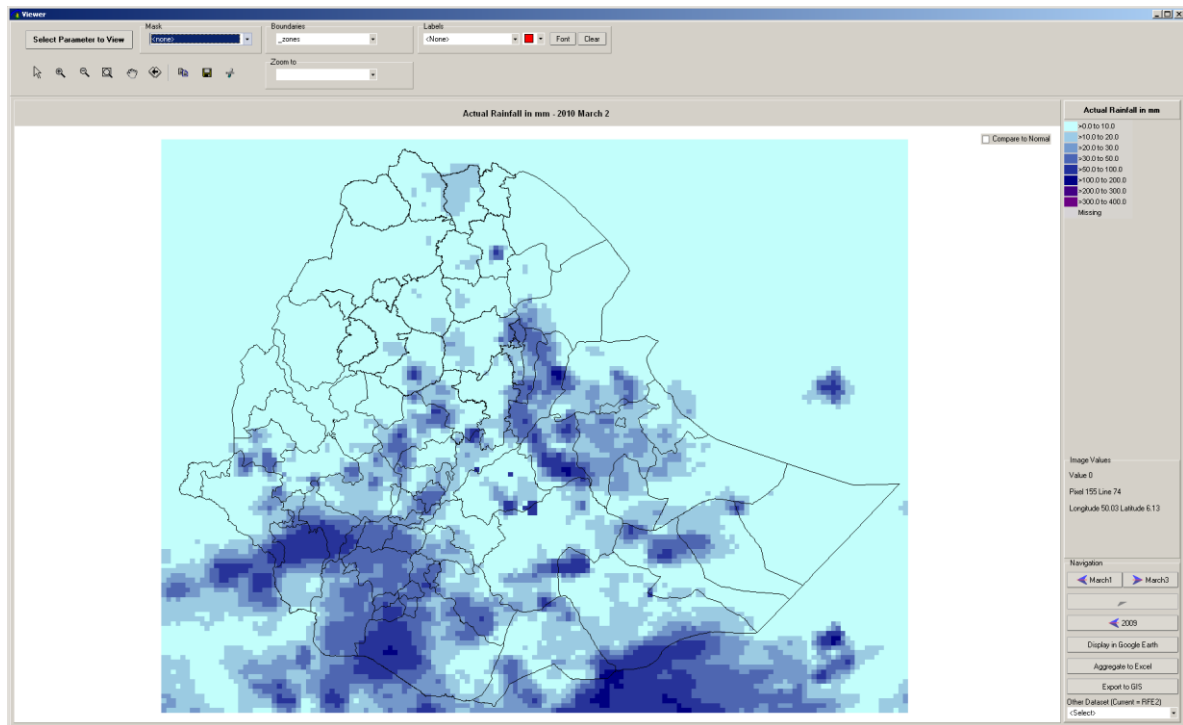 Viewer
Mask
Boundaries
Labels
Select Parameter to View
<none>
_zones
<None>
Font
Clear
Zoom to
Actual Rainfall in mm - 2010 March 2
Compare to Normal
Actual Rainfall in mm
>0.0 to 10.0
>10.0 to 20.0
>20.0 to 30.0
>30.0 to 50.0
>50.0 to 100.0
>100.0 to 200.0
>200.0 to 300.0
>300.0 to 400.0
Missing
Image Values
Value 0
Pixel 155 Line 74
Longitude 50.03 Latitude 6.13
Navigation
March1
March3
2009
Display in Google Earth
Aggregate to Excel
Export to GIS
Other Dataset (Current = RFE2)
<Select>